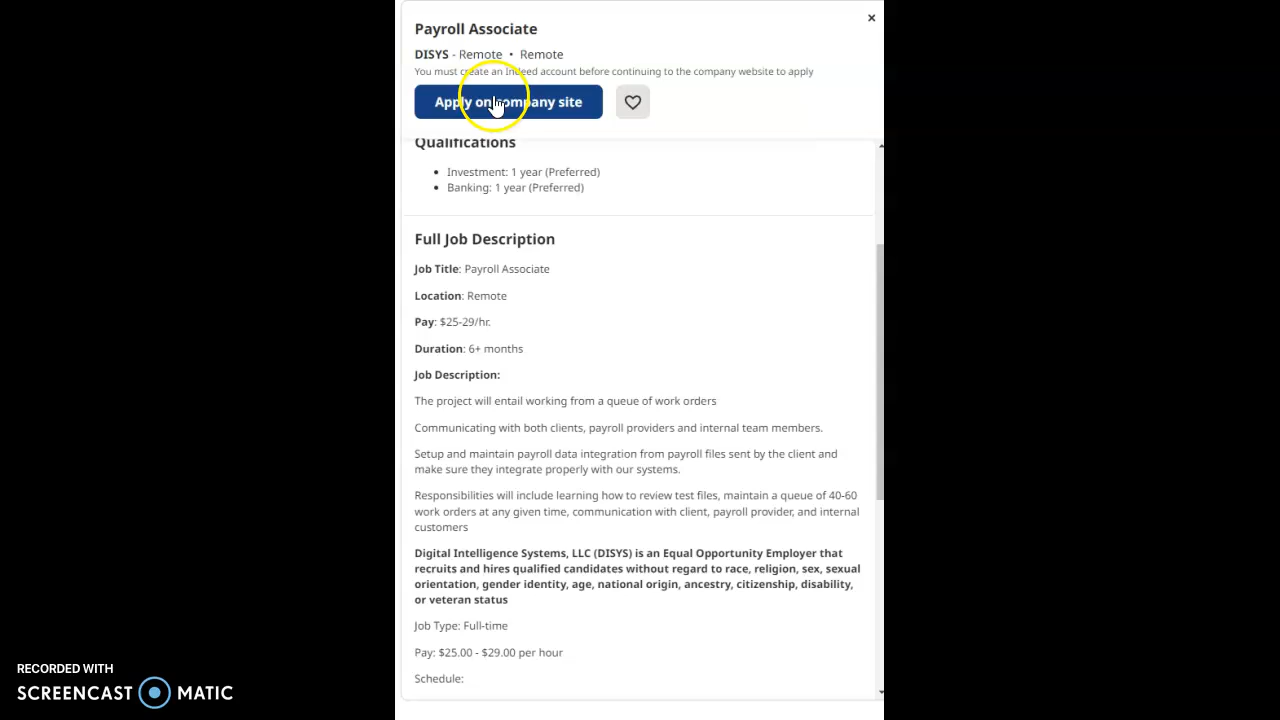 Payroll Associate
×
DISYS - Remote • Remote
You must create an Indeed account before continuing to the company website to apply
Apply on company site
Qualifications
• Investment: 1 year (Preferred)
• Banking: 1 year (Preferred)
Full Job Description
Job Title: Payroll Associate
Location: Remote
Pay: $25-29/hr.
Duration: 6+ months
Job Description:
The project will entail working from a queue of work orders
Communicating with both clients, payroll providers and internal team members.
Setup and maintain payroll data integration from payroll files sent by the client and
make sure they integrate properly with our systems.
Responsibilities will include learning how to review test files, maintain a queue of 40-60
work orders at any given time, communication with client, payroll provider, and internal
customers
Digital Intelligence Systems, LLC (DISYS) is an Equal Opportunity Employer that
recruits and hires qualified candidates without regard to race, religion, sex, sexual
orientation, gender identity, age, national origin, ancestry, citizenship, disability,
or veteran status
Job Type: Full-time
Pay: $25.00 - $29.00 per hour
Schedule:
RECORDED WITH
SCREENCAST MATIC